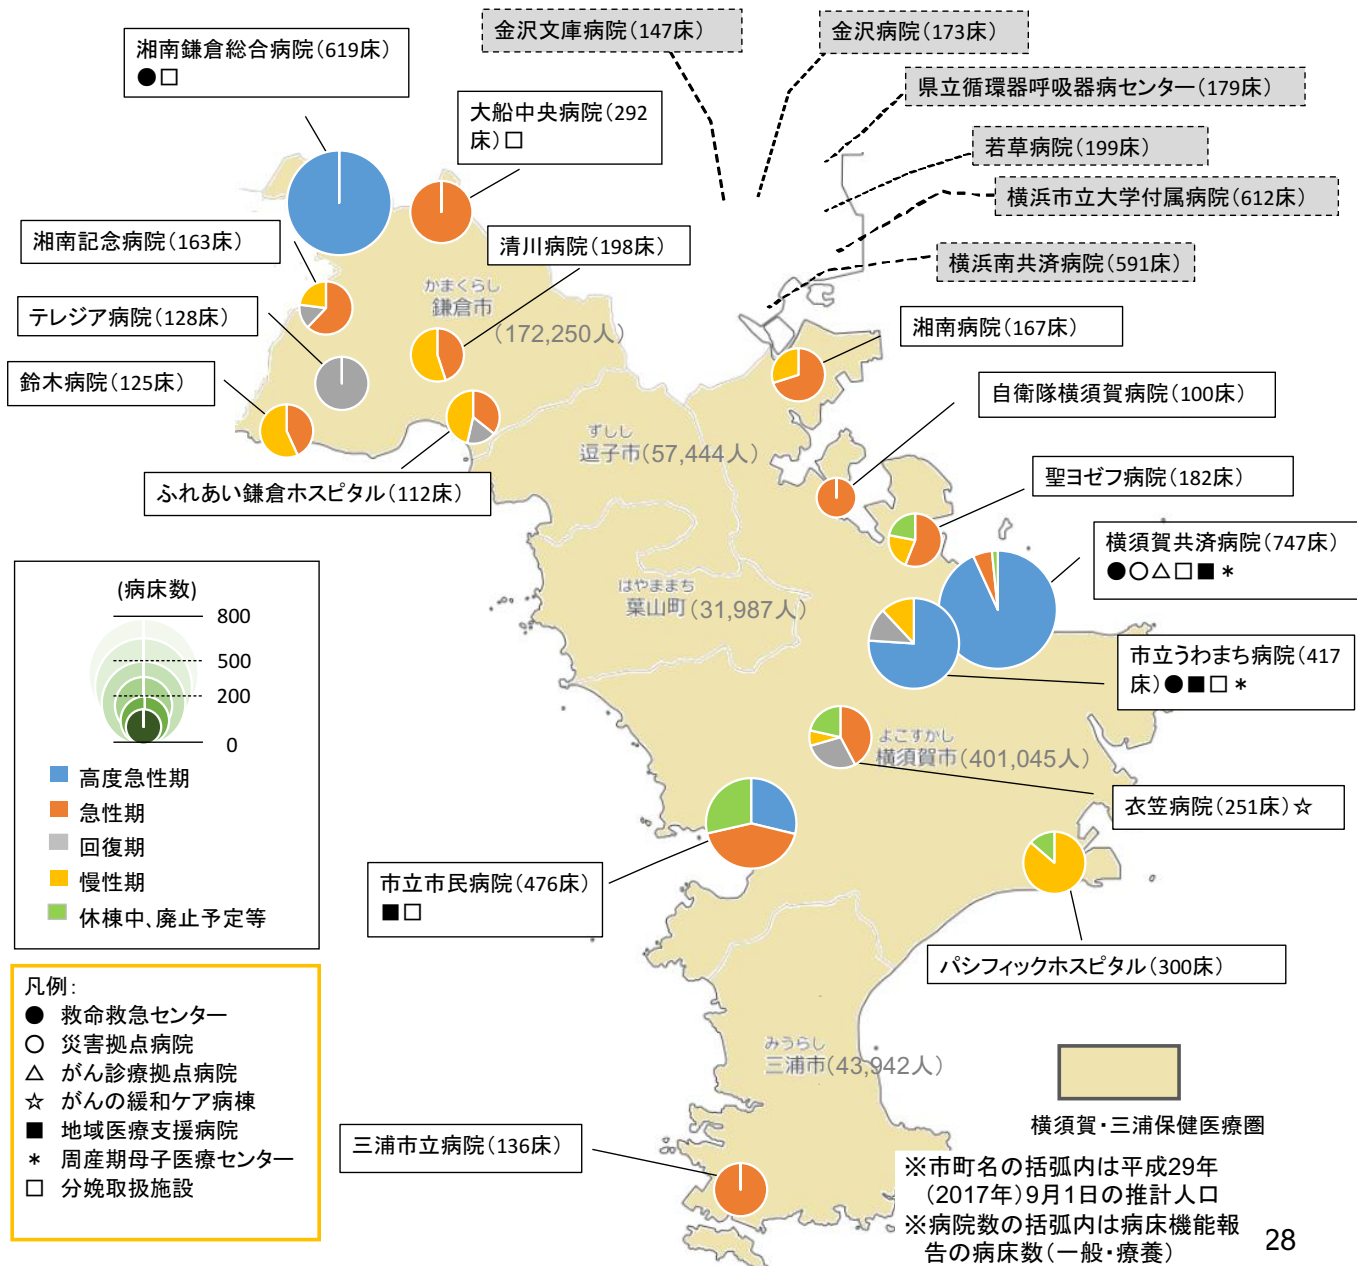 湘南鎌倉総合病院(619床)
●□
金沢文庫病院(147床)
金沢病院(173床)
県立循環器呼吸器病センター(179床)
若草病院(199床)
横浜市立大学付属病院(612床)
横浜南共済病院(591床)
大船中央病院(292
床)□
湘南記念病院(163床)
清川病院(198床)
テレジア病院(128床)
鈴木病院(125床)
ふれあい鎌倉ホスピタル(112床)
かまくらし
鎌倉市
(172,250人)
湘南病院(167床)
自衛隊横須賀病院(100床)
ずしし
逗子市(57,444人)
聖ヨゼフ病院(182床)
横須賀共済病院(747床)
●○△□■＊
はやままち
葉山町(31,987人)
市立うわまち病院(417
床)●■□＊
よこすかし
横須賀市(401,045人)
衣笠病院(251床)☆
市立市民病院(476床)
■□
パシフィックホスピタル(300床)
みうらし
三浦市(43,942人)
三浦市立病院(136床)
(病床数)
800
500
200
0
高度急性期
急性期
回復期
慢性期
休棟中、廃止予定等
凡例:
● 救命救急センター
○ 災害拠点病院
△ がん診療拠点病院
☆ がんの緩和ケア病棟
■ 地域医療支援病院
＊ 周産期母子医療センター
□ 分娩取扱施設
横須賀・三浦保健医療圏
※市町名の括弧内は平成29年
(2017年)9月1日の推計人口
※病院数の括弧内は病床機能報
告の病床数(一般・療養)
28